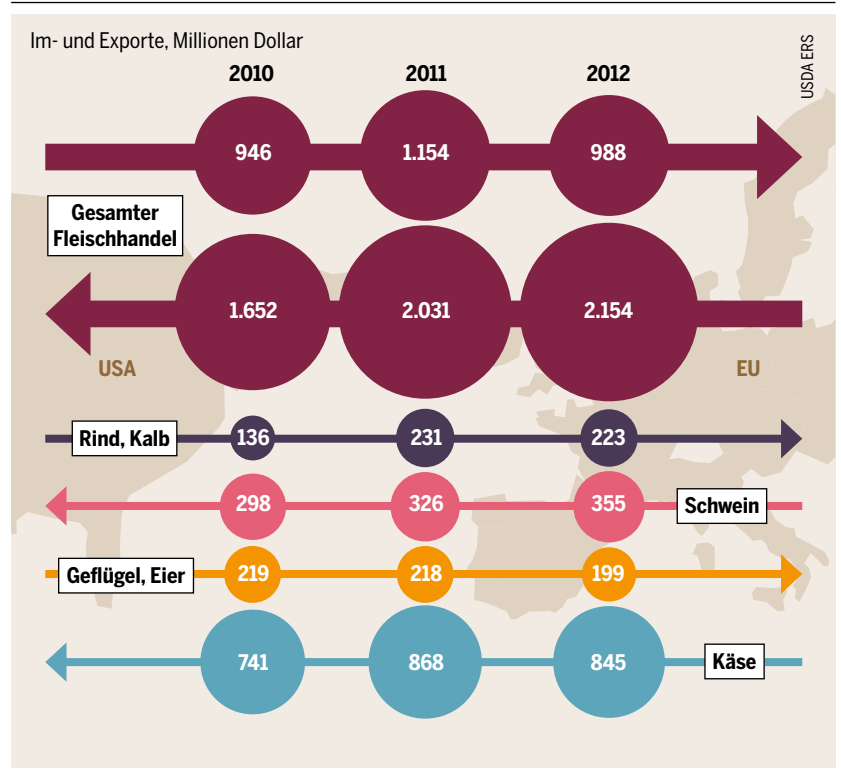 Im- und Exporte, Millionen Dollar
USDA ERS
2010 2011 2012
946 1.154 988
Gesamter
Fleischhandel
1.652 2.031 2.154
USA EU
Rind, Kalb 136 231 223
298 326 355 Schwein
Geflügel, Eier 219 218 199
741 868 845 Käse